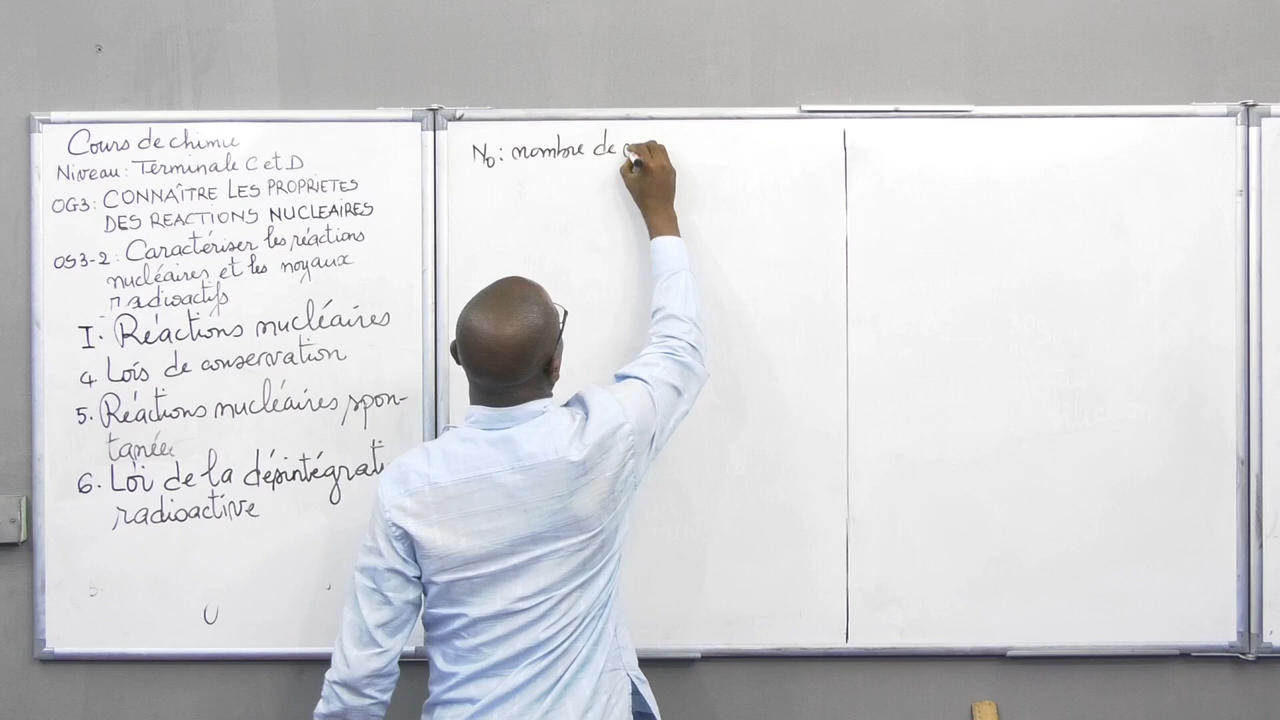 Cours de chimie
Niveau : Terminale C et D
OG3 : CONNAÎTRE LES PROPRIETES
DES REACTIONS NUCLEAIRES
OS3-2 : Caractériser les réactions
nucléaires et les noyaux
radioactifs
I. Réactions nucléaires
4. Lois de conservation
5. Réactions nucléaires spon-
tanées
6. Loi de la désintégrati
radioactive
N₀ : nombre de